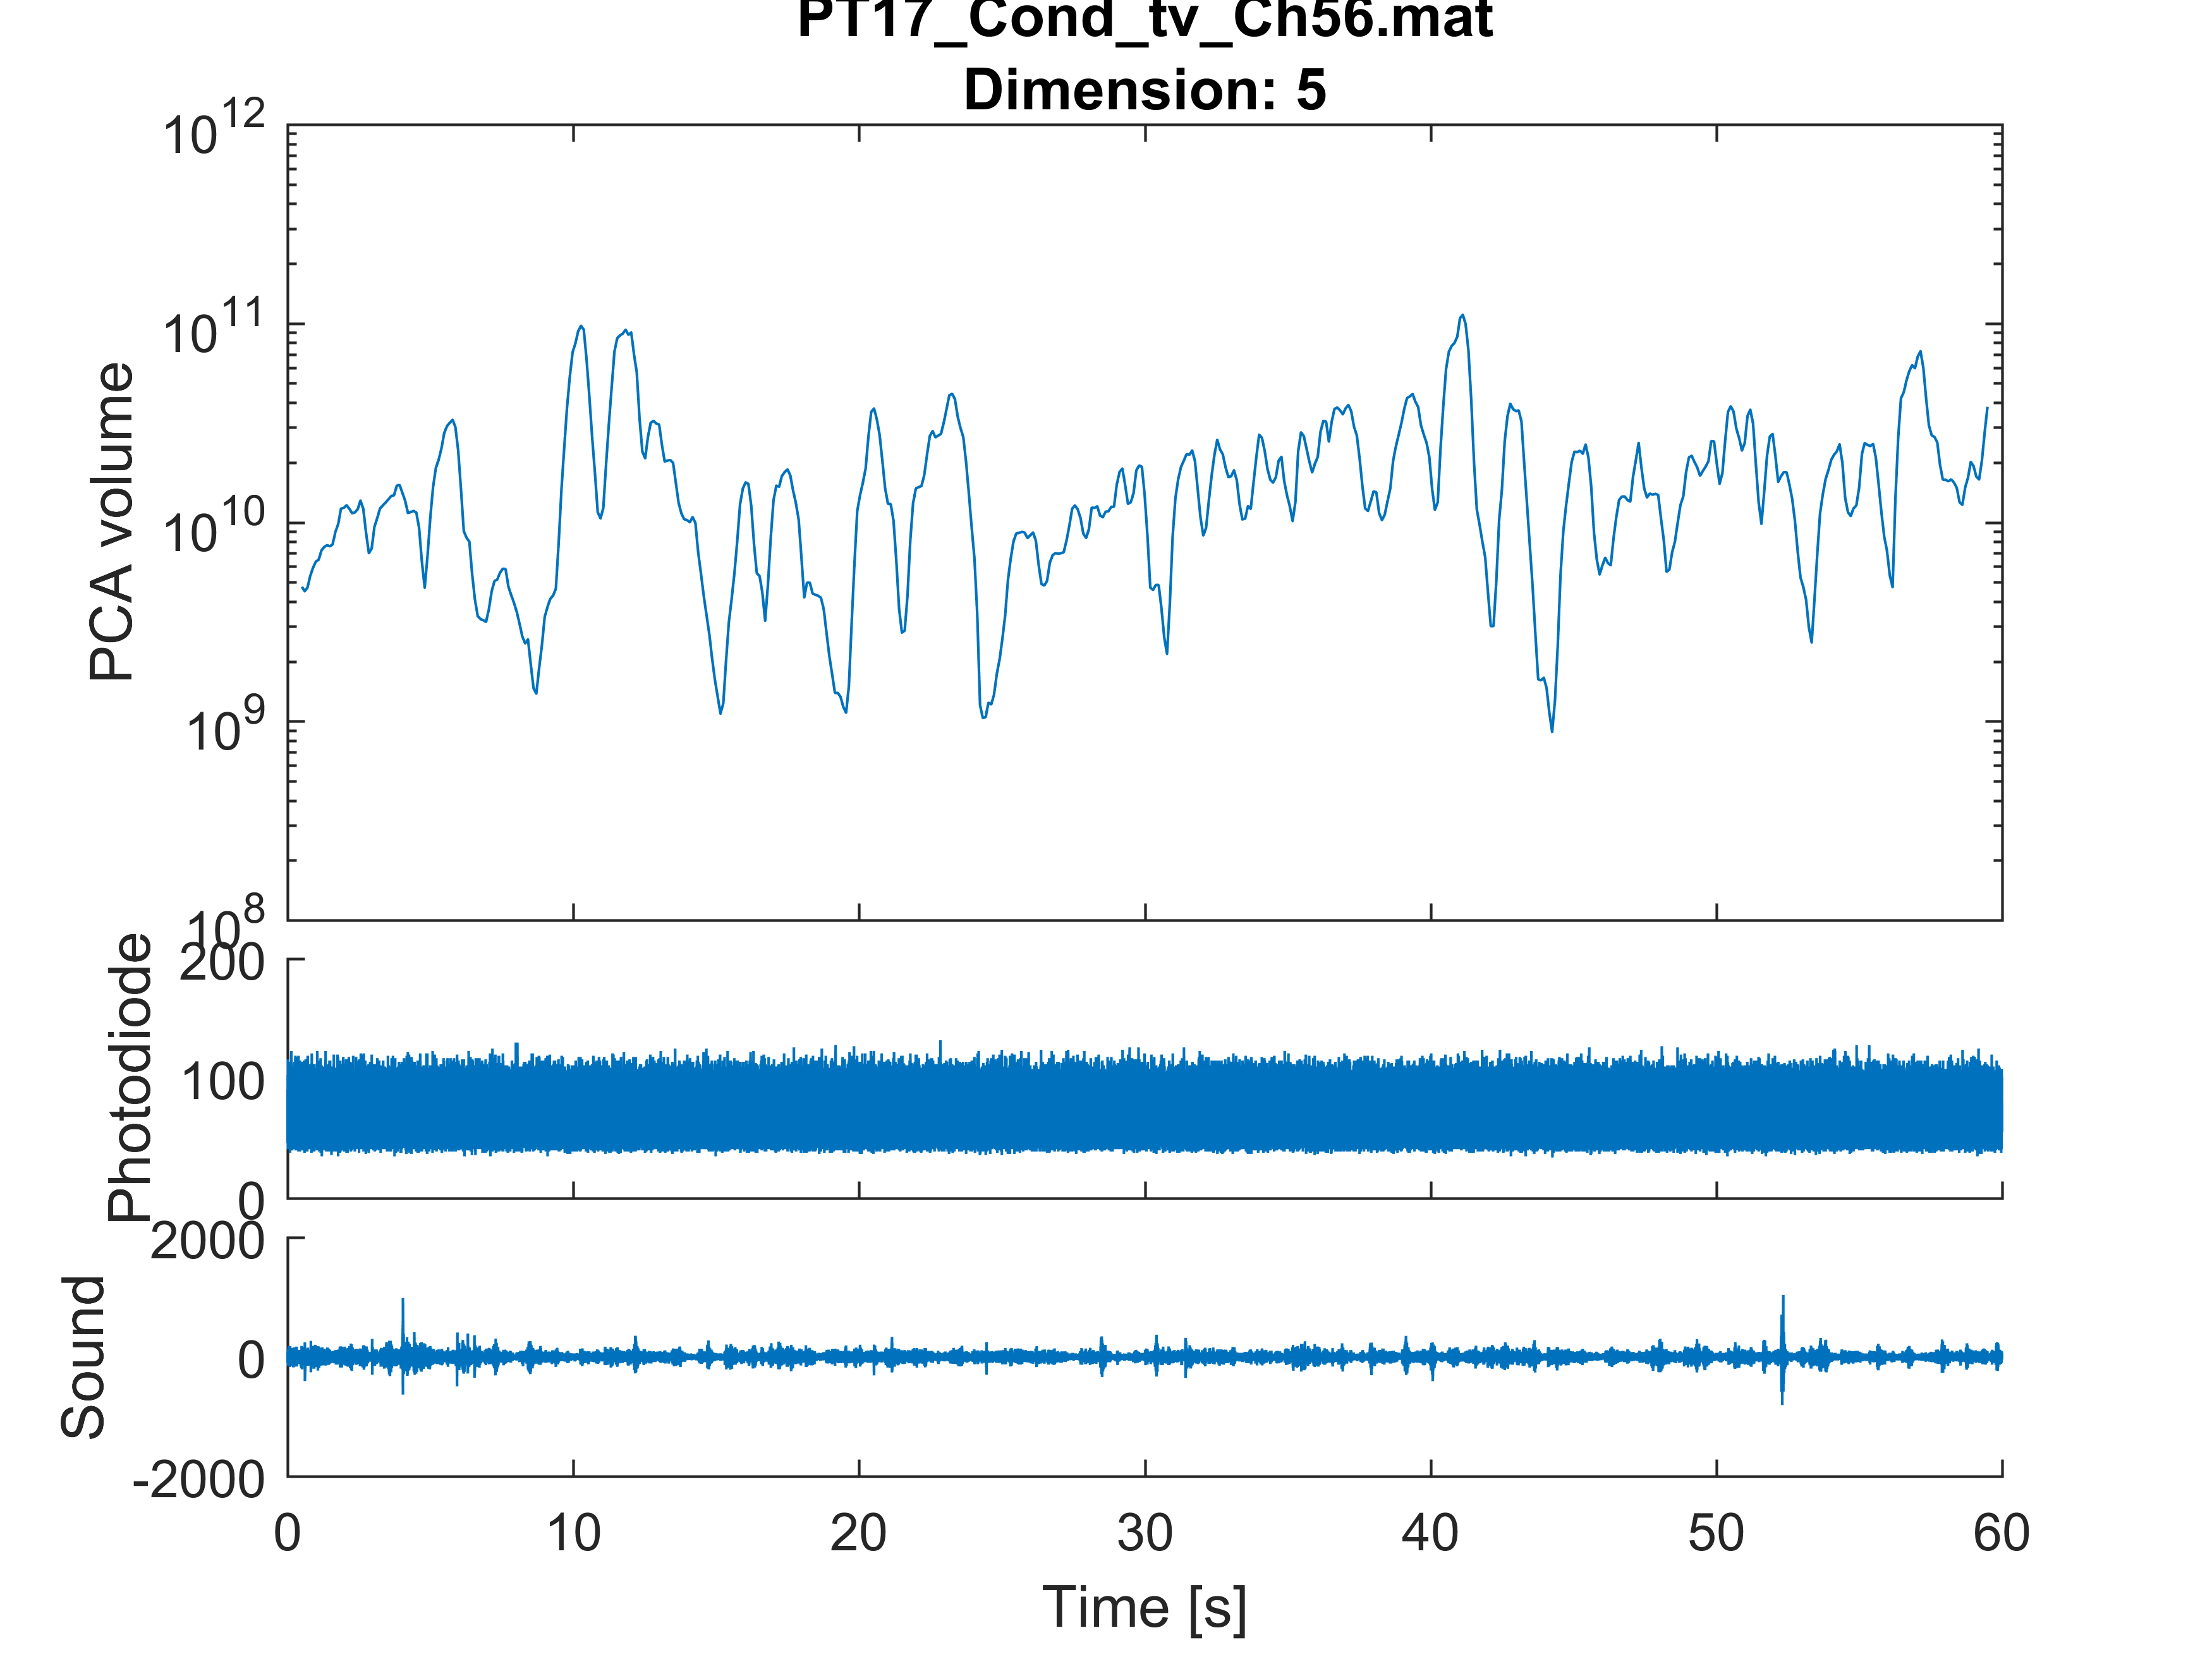 PT17_Cond_tv_Ch56.mat
Dimension: 5
PCA volume
10^12
10^11
10^10
10^9
10^8
Photodiode
200
100
0
Sound
2000
0
-2000
0 10 20 30 40 50 60
Time [s]